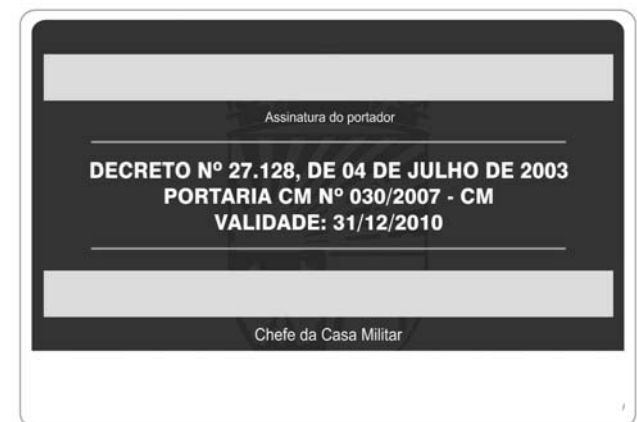 Assinatura do portador
DECRETO Nº 27.128, DE 04 DE JULHO DE 2003
PORTARIA CM Nº 030/2007 - CM
VALIDADE: 31/12/2010
Chefe da Casa Militar